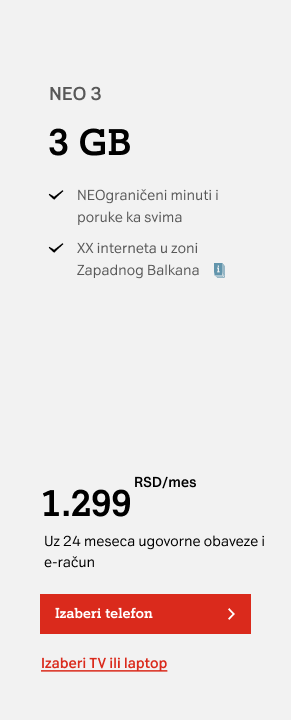 NEO 3
3 GB
NEOgraničeni minuti i
poruke ka svima
XX interneta u zoni
Zapadnog Balkana
RSD/mes
1.299
Uz 24 meseca ugovorne obaveze i
e-račun
Izaberi telefon
Izaberi TV ili laptop